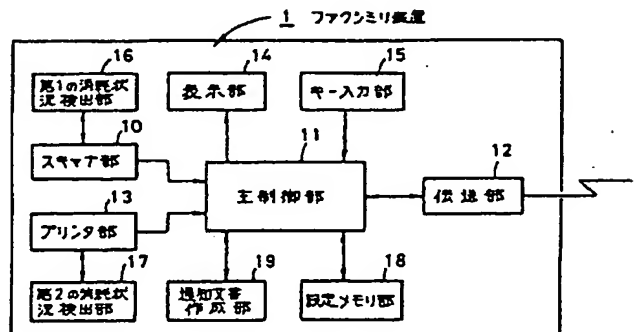 1 ファクシミリ装置
16
第1の消耗状
況検出部
14
表示部
15
キー入力部
10
スキャナ部
11
主制御部
12
伝送部
13
プリンタ部
17
第2の消耗状
況検出部
19
通知文書
作成部
18
設定メモリ部